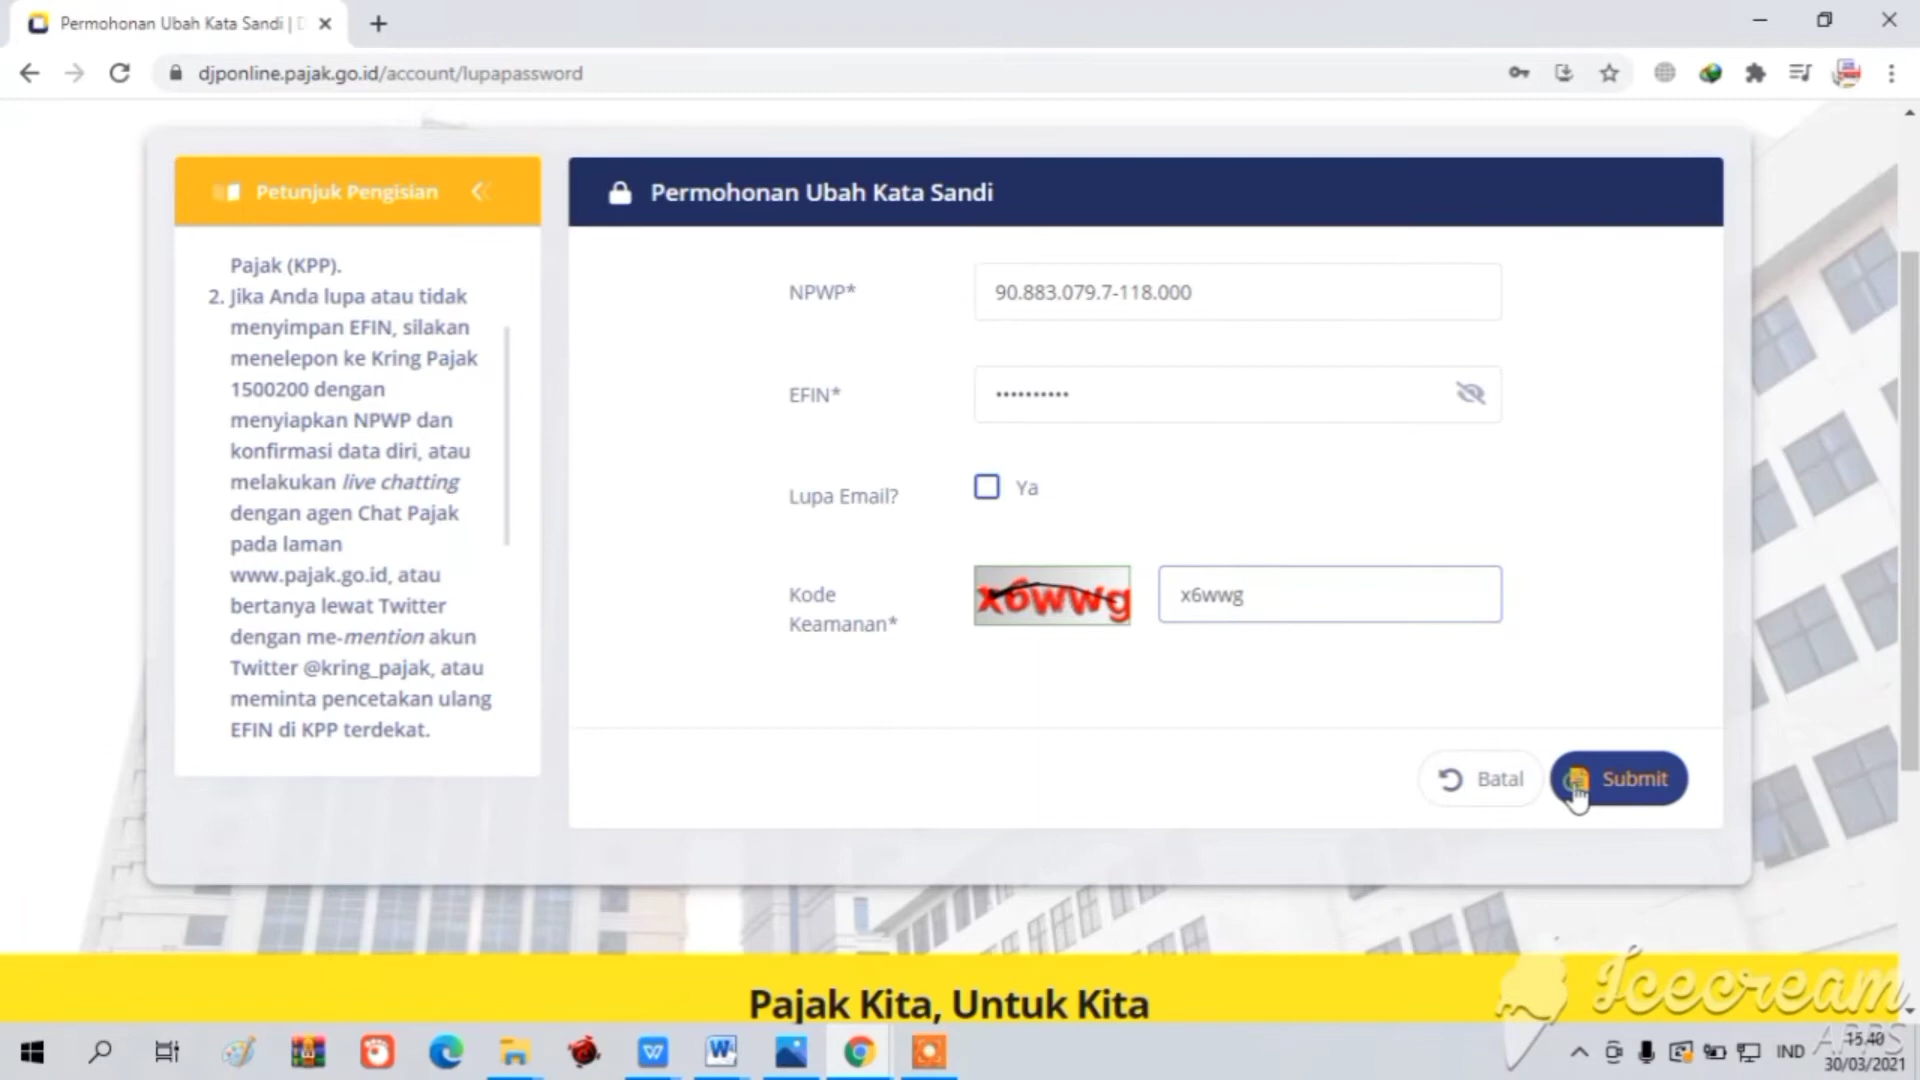 Permohonan Ubah Kata Sandi | D
djponline.pajak.go.id/account/lupapassword
Petunjuk Pengisian
Pajak (KPP).
2. Jika Anda lupa atau tidak
menyimpan EFIN, silakan
menelepon ke Kring Pajak
1500200 dengan
menyiapkan NPWP dan
konfirmasi data diri, atau
melakukan live chatting
dengan agen Chat Pajak
pada laman
www.pajak.go.id, atau
bertanya lewat Twitter
dengan me-mention akun
Twitter @kring_pajak, atau
meminta pencetakan ulang
EFIN di KPP terdekat.
Permohonan Ubah Kata Sandi
NPWP* 90.883.079.7-118.000
EFIN* ••••••••••
Lupa Email? Ya
Kode
Keamanan*
x6wwg
x6wwg
Batal
Submit
Pajak Kita, Untuk Kita
Icecream
APPS
IND
15.40
30/03/2021